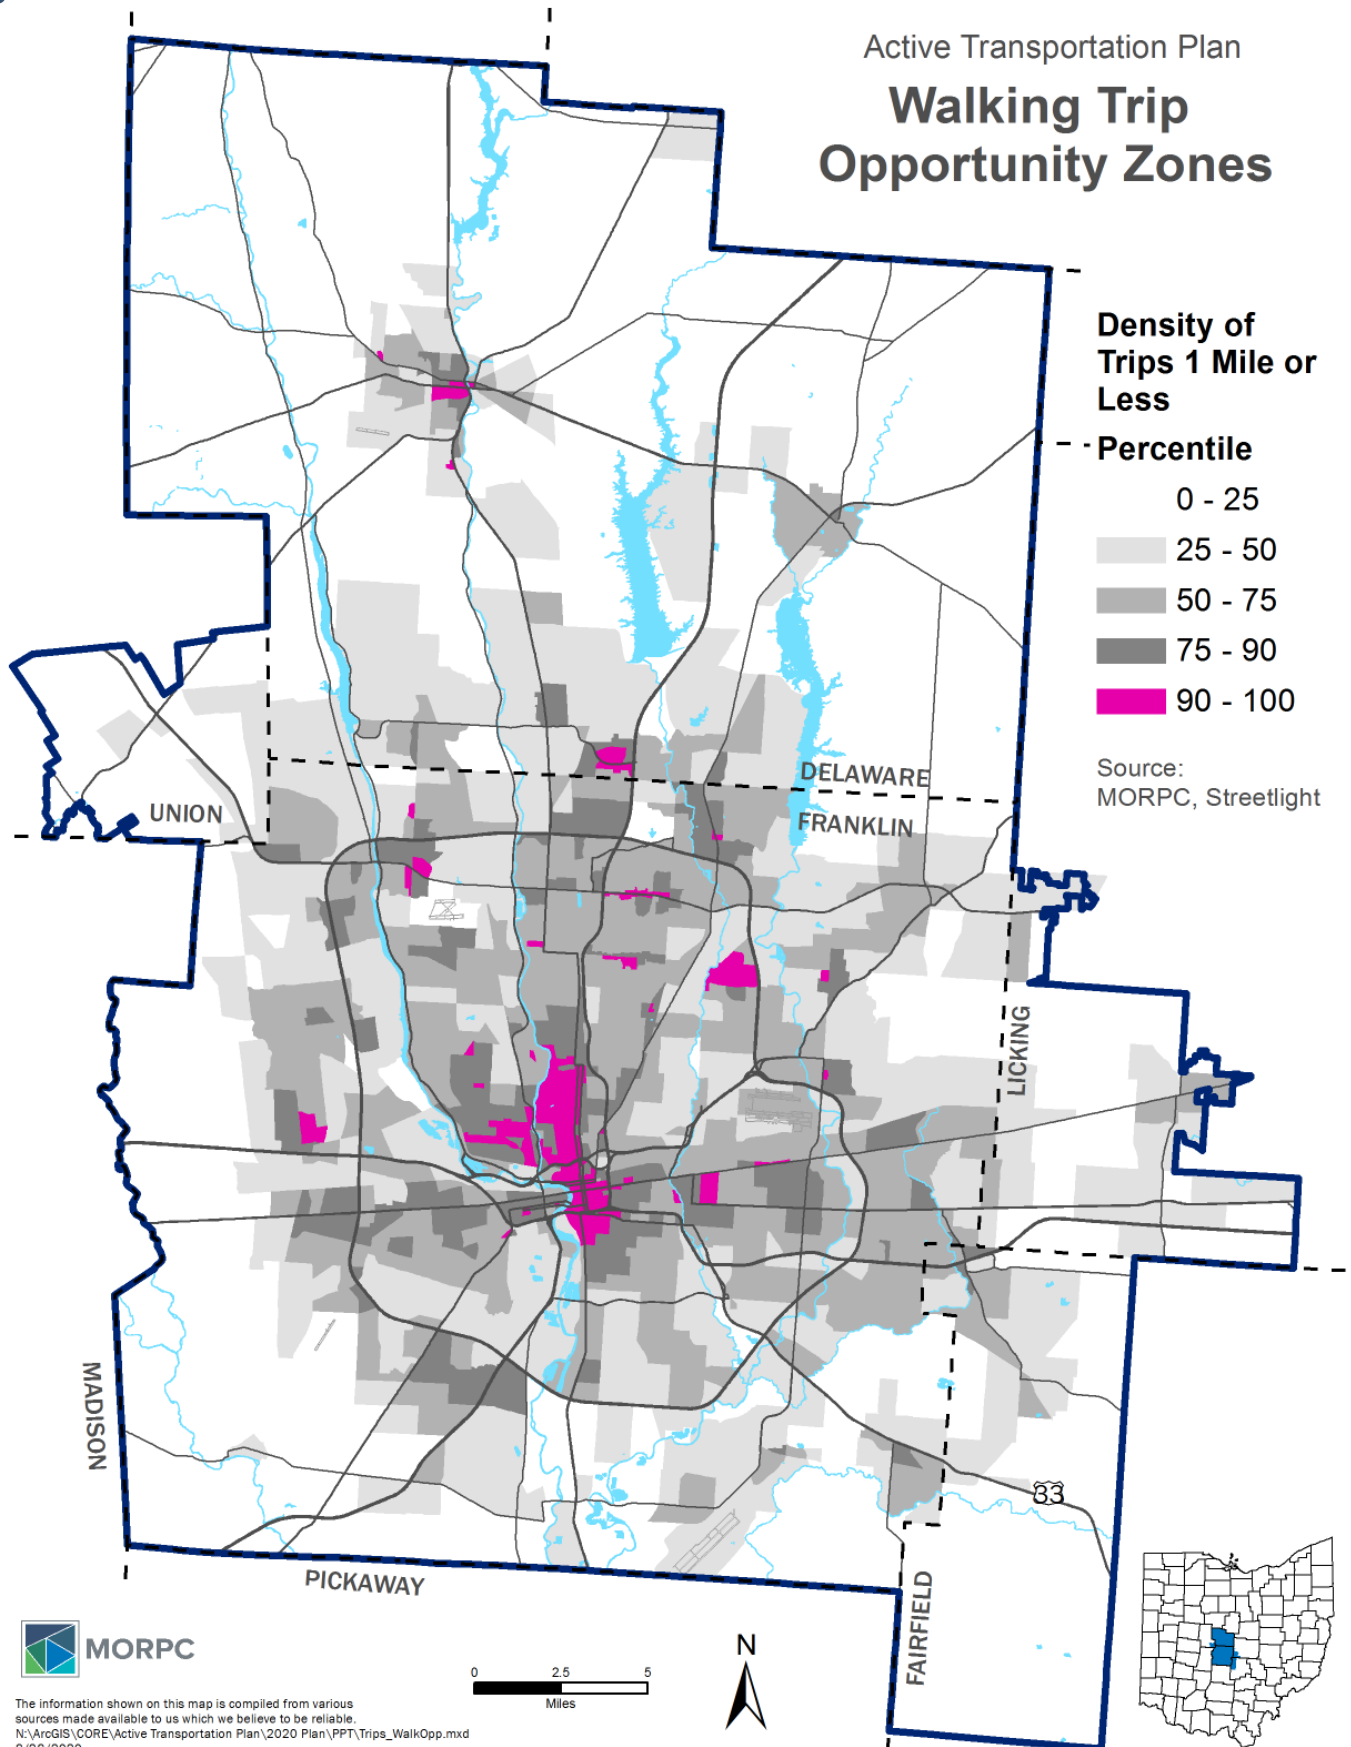 Active Transportation Plan
Walking Trip
Opportunity Zones
Density of
Trips 1 Mile or
Less
Percentile
0 - 25
25 - 50
50 - 75
75 - 90
90 - 100
Source:
MORPC, Streetlight
DELAWARE
FRANKLIN
UNION
LICKING
MADISON
33
PICKAWAY
FAIRFIELD
MORPC
0 2.5 5
Miles
N
The information shown on this map is compiled from various
sources made available to us which we believe to be reliable.
N:\ArcGIS\CORE\Active Transportation Plan\2020 Plan\PPT\Trips_WalkOpp.mxd